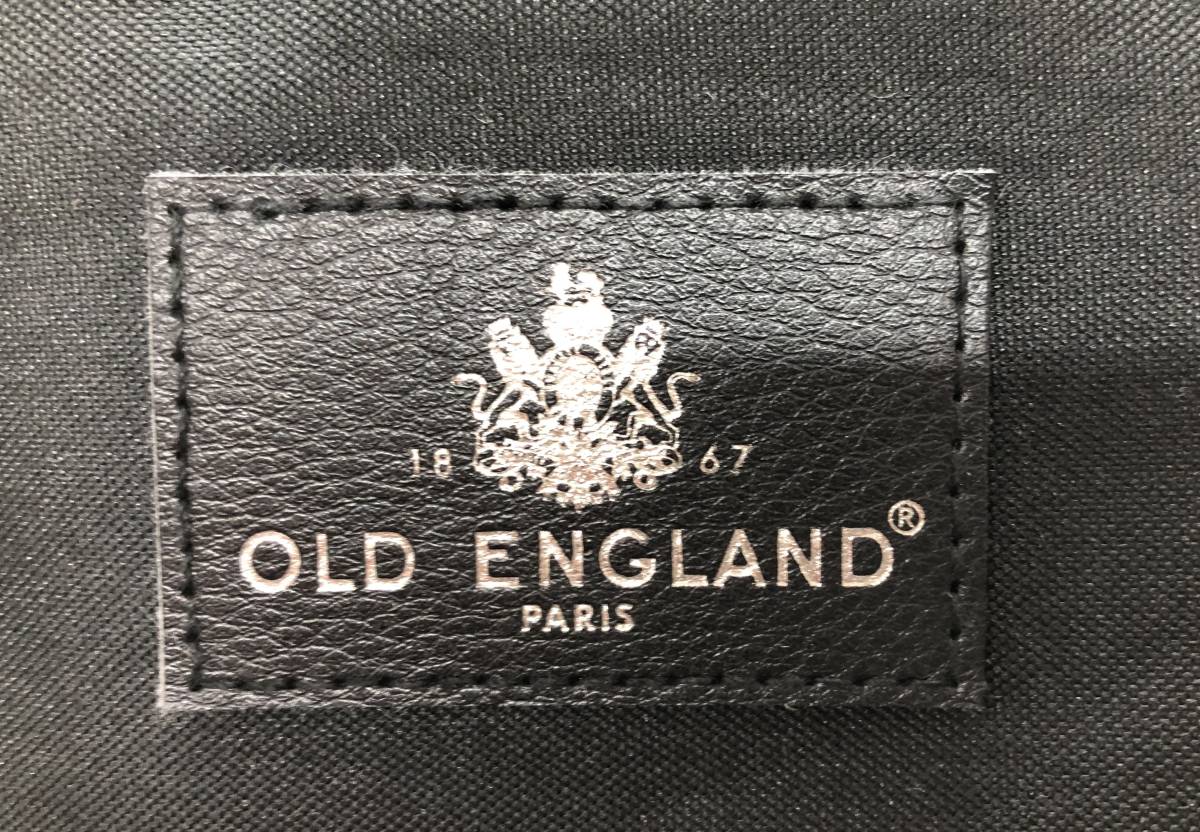 18 67
OLD ENGLAND®
PARIS